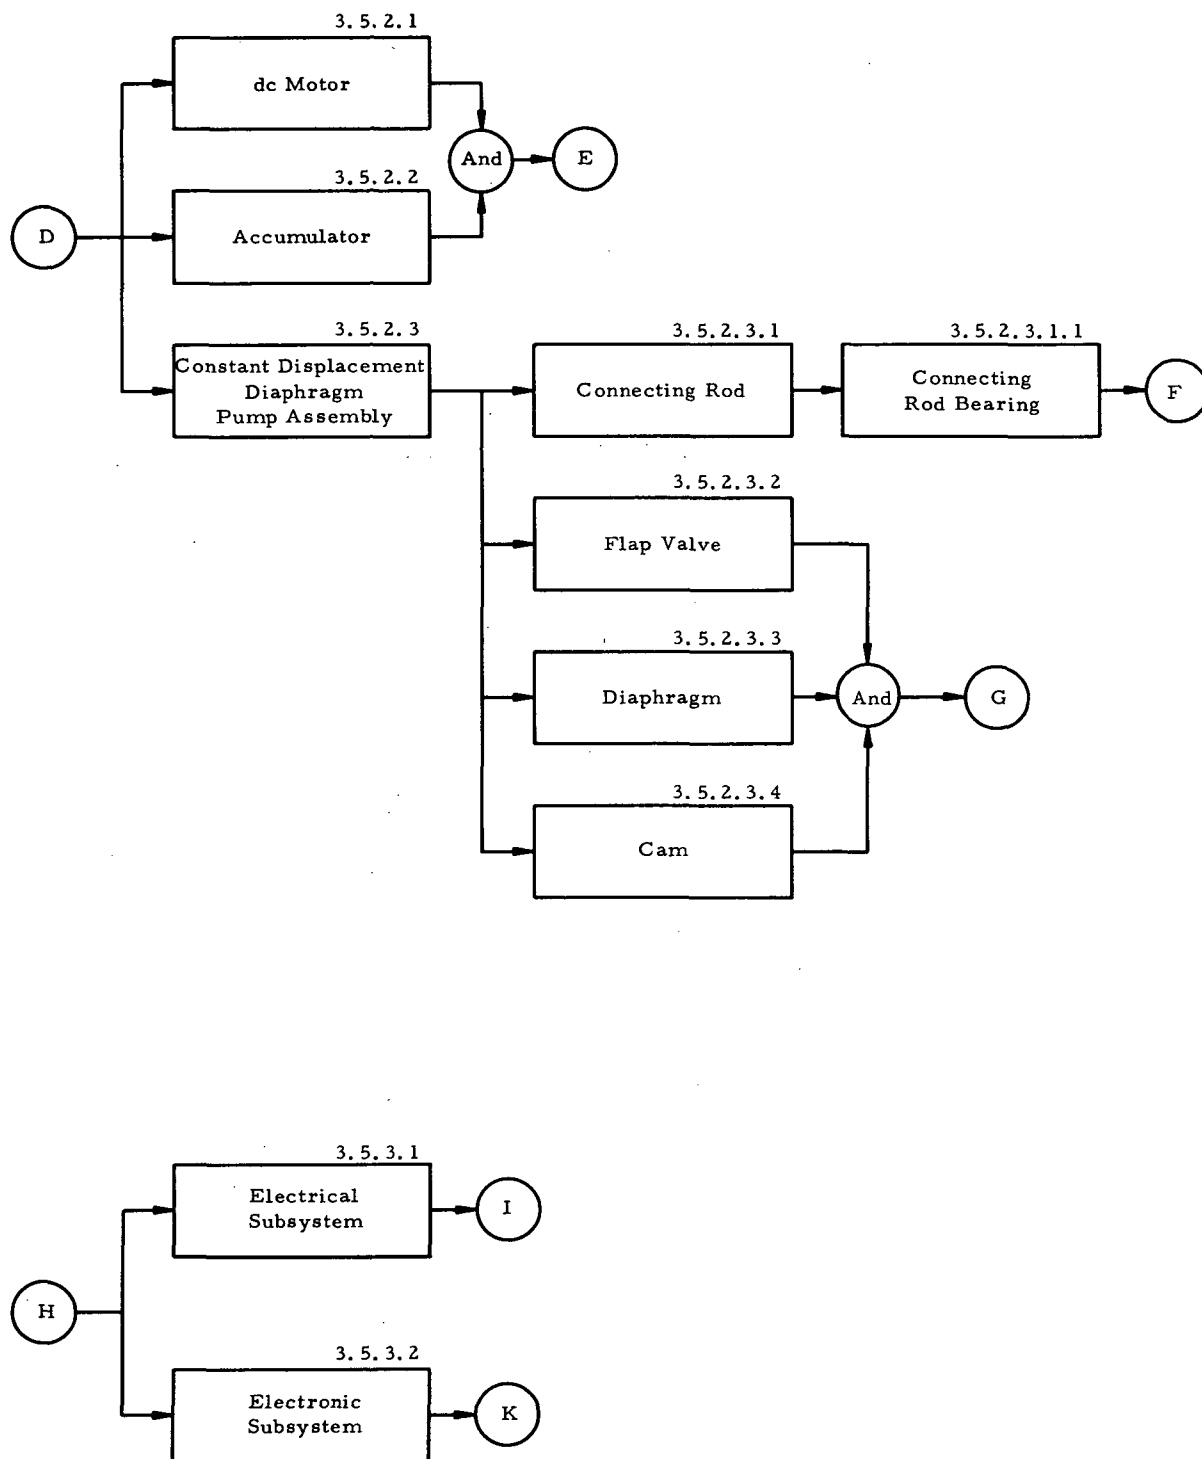 3.5.2.1
dc Motor
And
E
3.5.2.2
D
Accumulator
3.5.2.3
Constant Displacement
Diaphragm
Pump Assembly
3.5.2.3.1
Connecting Rod
3.5.2.3.1.1
Connecting
Rod Bearing
F
3.5.2.3.2
Flap Valve
3.5.2.3.3
Diaphragm
And
G
3.5.2.3.4
Cam
3.5.3.1
Electrical
Subsystem
I
H
3.5.3.2
Electronic
Subsystem
K